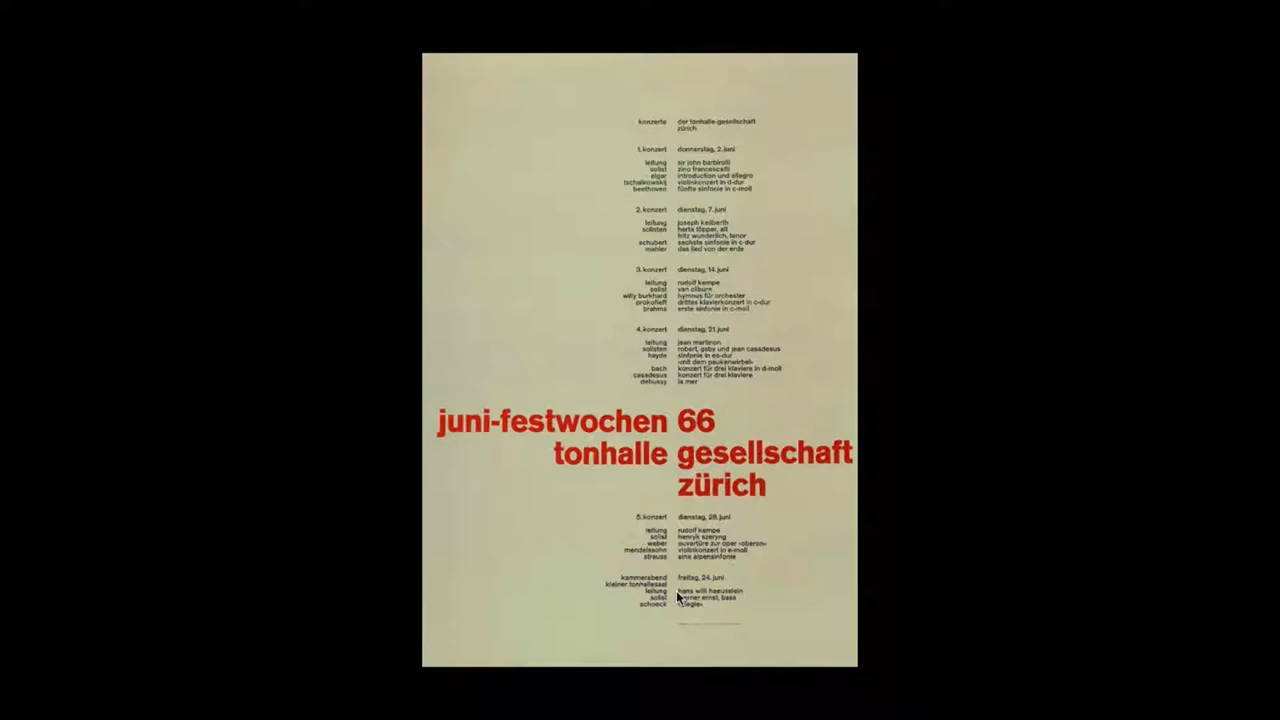 konzerte der tonhalle-gesellschaft
zürich
1. konzert donnerstag, 2. juni
leitung sir john barbirolli
solist zino francescatti
elgar introduction und allegro
tschaikowskij violinkonzert in d-dur
beethoven fünfte sinfonie in c-moll
2. konzert dienstag, 7. juni
leitung joseph keilberth
solisten herta töpper, alt
fritz wunderlich, tenor
schubert sechste sinfonie in c-dur
mahler das lied von der erde
3. konzert dienstag, 14. juni
leitung rudolf kempe
solist van cliburn
willy burkhard hymnus für orchester
prokofieff drittes klavierkonzert in c-dur
brahms erste sinfonie in c-moll
4. konzert dienstag, 21. juni
leitung jean martinon
solisten robert, gaby und jean casadesus
haydn sinfonie in es-dur
«mit dem paukenwirbel»
bach konzert für drei klaviere in d-moll
casadesus konzert für drei klaviere
debussy la mer
juni-festwochen 66
tonhalle gesellschaft
zürich
5. konzert dienstag, 28. juni
leitung rudolf kempe
solist henryk szeryng
weber ouvertüre zur oper «oberon»
mendelssohn violinkonzert in e-moll
strauss eine alpensinfonie
kammerabend freitag, 24. juni
kleiner tonhallesaal
leitung hans willi haeusslein
solist werner ernst, bass
schoeck «elegie»